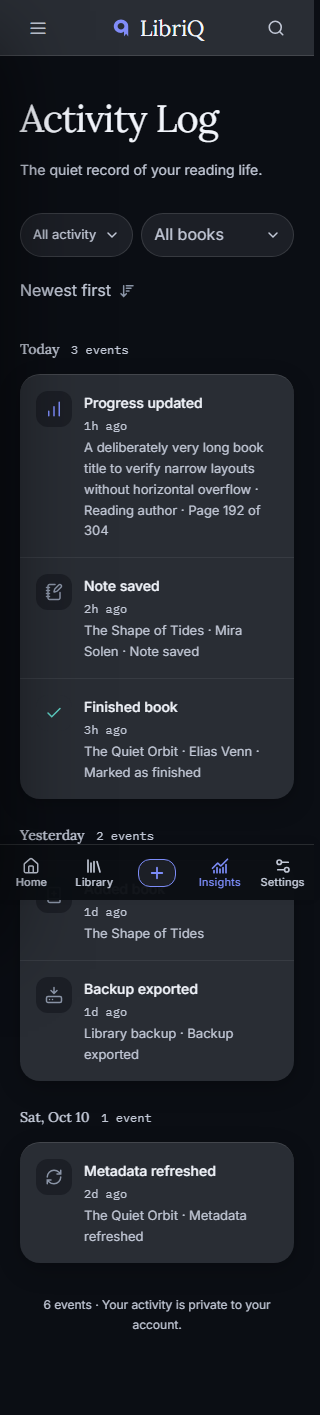 LibriQ
Activity Log
The quiet record of your reading life.
All activity
All books
Newest first
Today 3 events
Progress updated
1h ago
A deliberately very long book
title to verify narrow layouts
without horizontal overflow ·
Reading author · Page 192 of
304
Note saved
2h ago
The Shape of Tides · Mira
Solen · Note saved
Finished book
3h ago
The Quiet Orbit · Elias Venn ·
Marked as finished
Yesterday 2 events
Home Library Insights Settings
1d ago
The Shape of Tides
Backup exported
1d ago
Library backup · Backup
exported
Sat, Oct 10 1 event
Metadata refreshed
2d ago
The Quiet Orbit · Metadata
refreshed
6 events · Your activity is private to your
account.